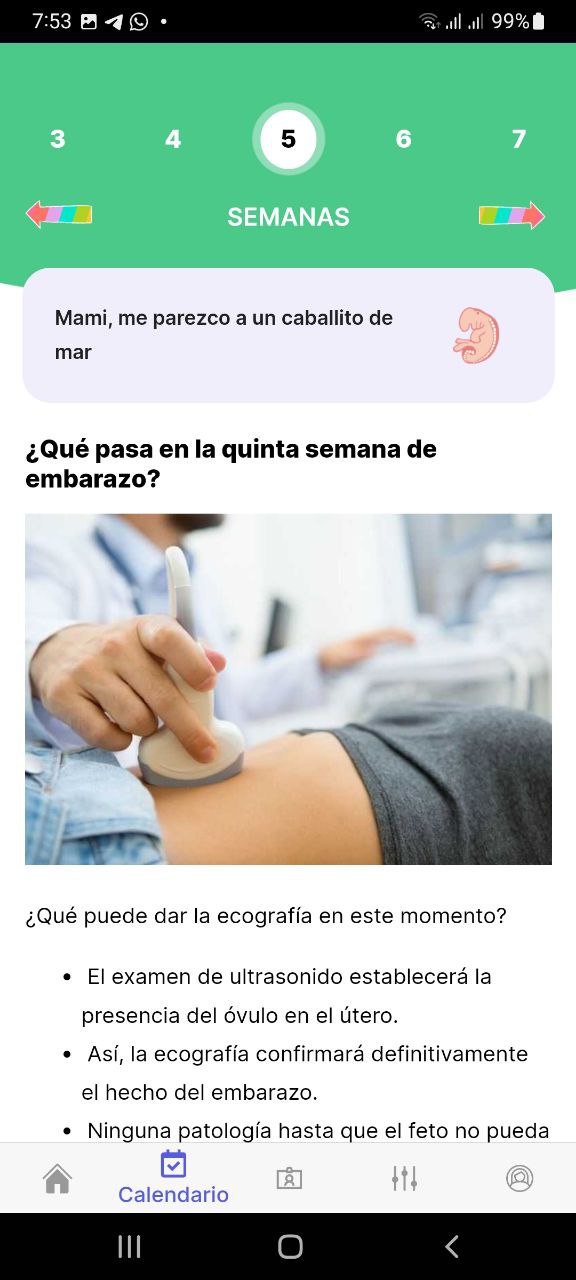 7:53
99%
3 4 5 6 7
SEMANAS
Mami, me parezco a un caballito de
mar
¿Qué pasa en la quinta semana de
embarazo?
¿Qué puede dar la ecografía en este momento?
• El examen de ultrasonido establecerá la
presencia del óvulo en el útero.
• Así, la ecografía confirmará definitivamente
el hecho del embarazo.
• Ninguna patología hasta que el feto no pueda
Calendario